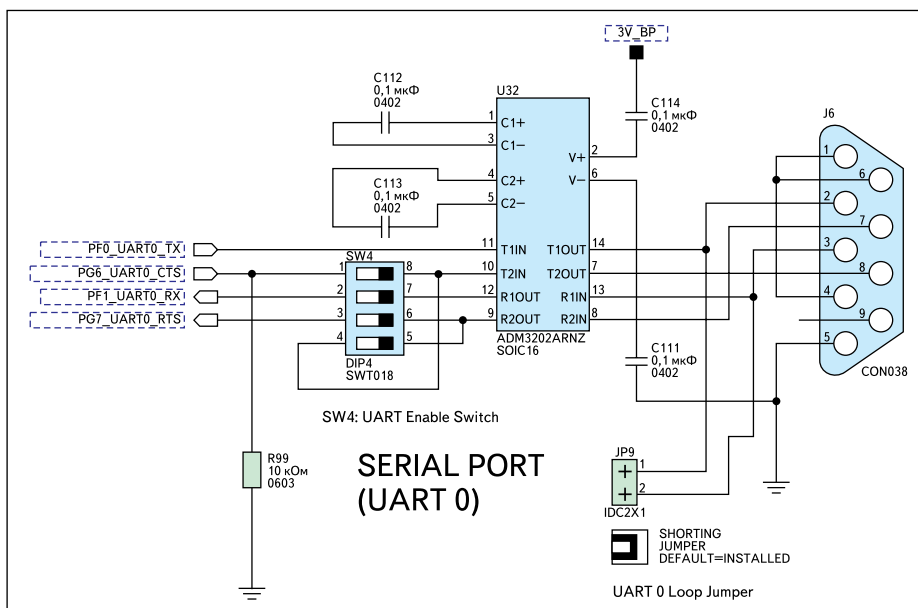 3V_BP
C112
0,1 мкФ
0402
U32
C114
0,1 мкФ
0402
J6
1
C1+
3
C1−
V+
2
4
C2+
V−
6
C113
0,1 мкФ
0402
5
C2−
1
6
2
7
3
8
4
9
5
CON038
PF0_UART0_TX
11
T1IN
T1OUT
14
PG6_UART0_CTS
SW4
1
8
10
T2IN
T2OUT
7
PF1_UART0_RX
2
7
12
R1OUT
R1IN
13
PG7_UART0_RTS
3
6
9
R2OUT
R2IN
8
4
5
ADM3202ARNZ
SOIC16
DIP4
SWT018
C111
0,1 мкФ
0402
SW4: UART Enable Switch
R99
10 кОм
0603
SERIAL PORT
(UART 0)
JP9
1
2
IDC2X1
SHORTING
JUMPER
DEFAULT=INSTALLED
UART 0 Loop Jumper